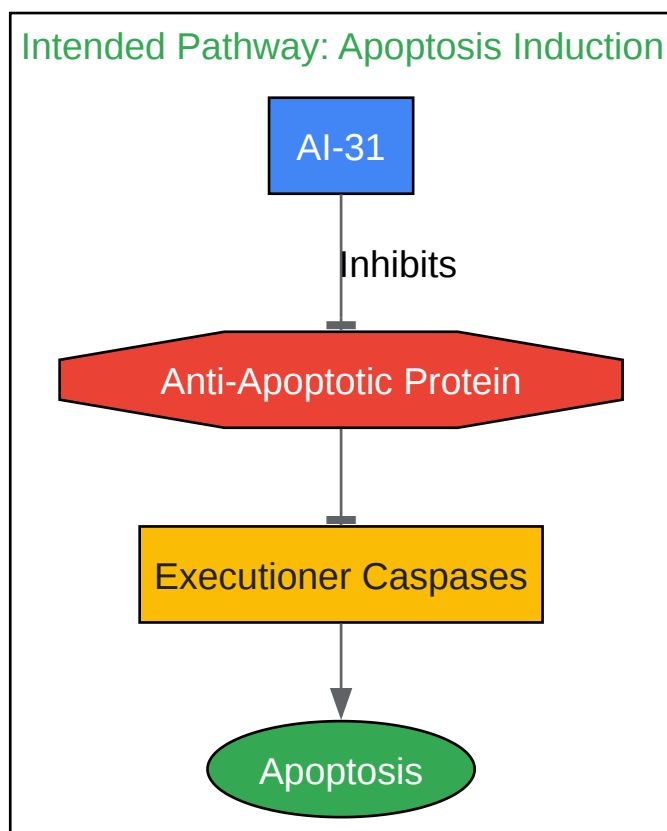 Intended Pathway: Apoptosis Induction
AI-31
Inhibits
Anti-Apoptotic Protein
Executioner Caspases
Apoptosis